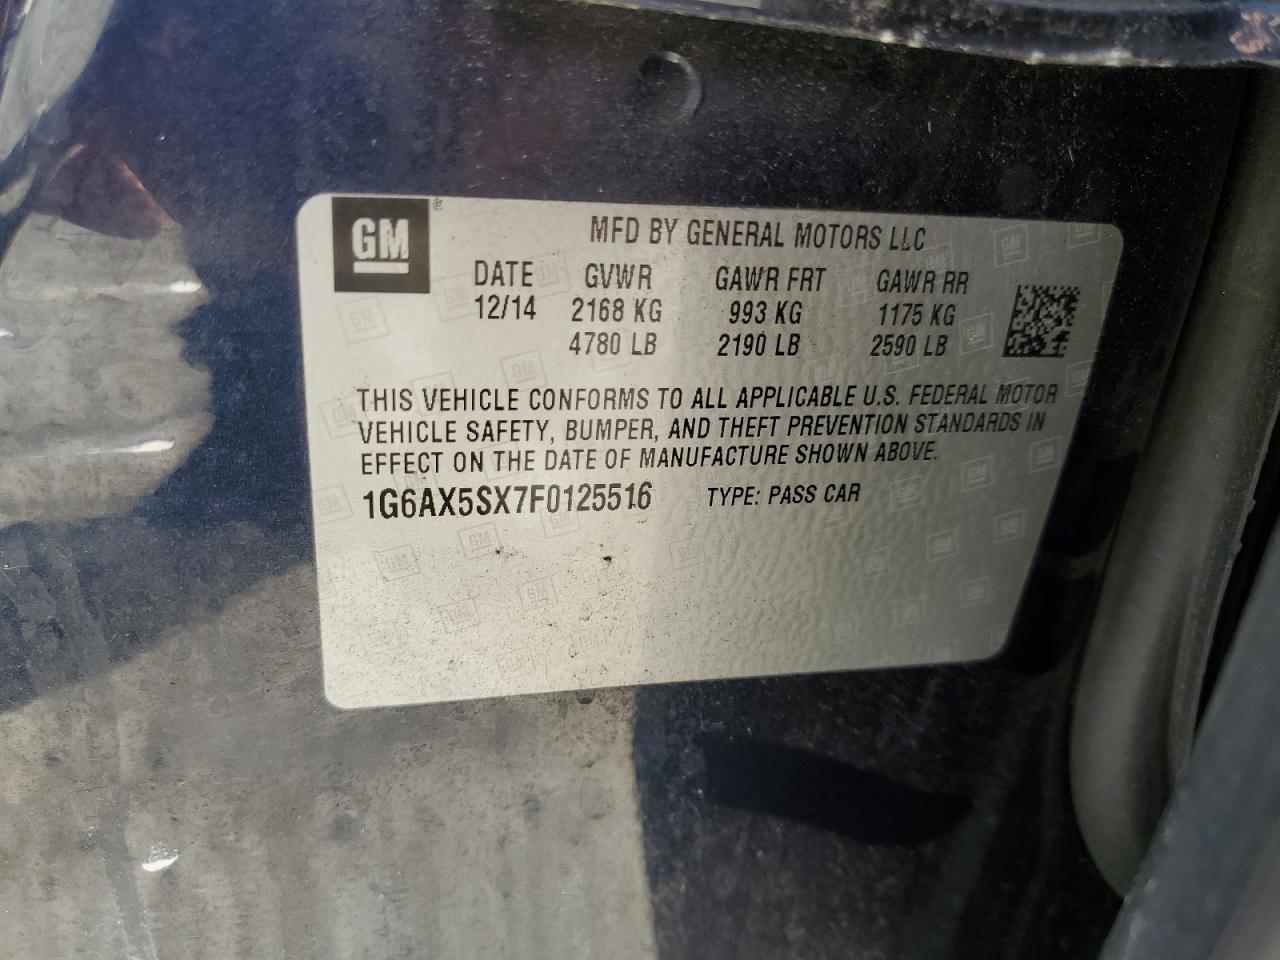 GM
MFD BY GENERAL MOTORS LLC
DATE GVWR GAWR FRT GAWR RR
12/14 2168 KG 993 KG 1175 KG
4780 LB 2190 LB 2590 LB
THIS VEHICLE CONFORMS TO ALL APPLICABLE U.S. FEDERAL MOTOR
VEHICLE SAFETY, BUMPER, AND THEFT PREVENTION STANDARDS IN
EFFECT ON THE DATE OF MANUFACTURE SHOWN ABOVE.
1G6AX5SX7F0125516 TYPE: PASS CAR